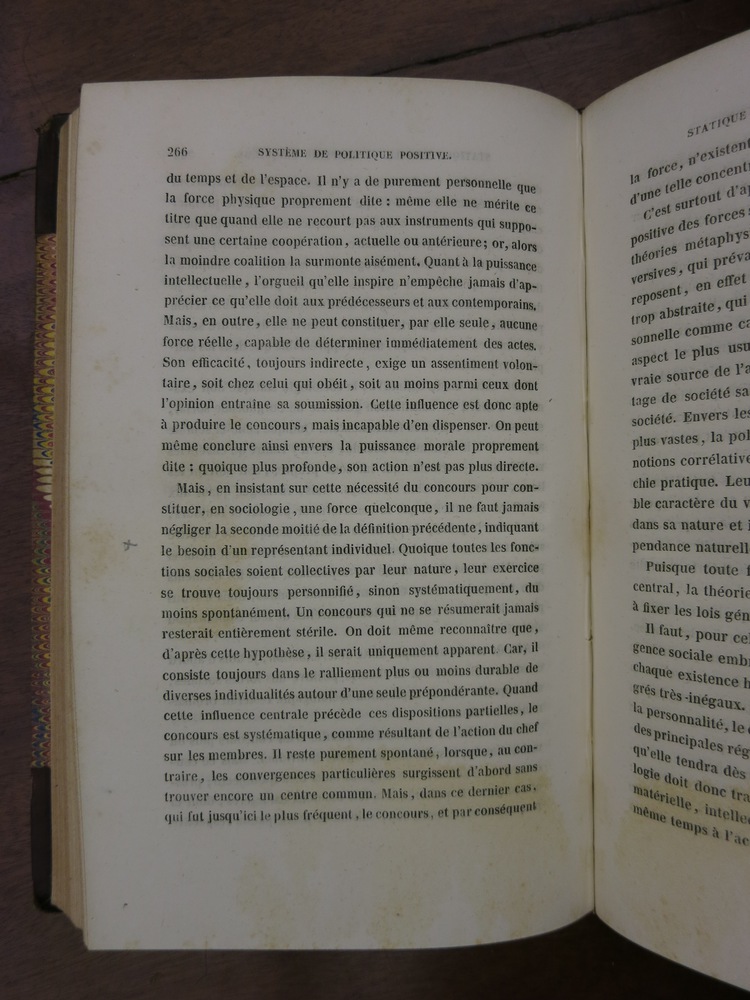 266 SYSTÈME DE POLITIQUE POSITIVE.
du temps et de l'espace. Il n'y a de purement personnelle que
la force physique proprement dite : même elle ne mérite ce
titre que quand elle ne recourt pas aux instruments qui suppo-
sent une certaine coopération, actuelle ou antérieure; or, alors
la moindre coalition la surmonte aisément. Quant à la puissance
intellectuelle, l'orgueil qu'elle inspire n'empêche jamais d'ap-
précier ce qu'elle doit aux prédécesseurs et aux contemporains.
Mais, en outre, elle ne peut constituer, par elle seule, aucune
force réelle, capable de déterminer immédiatement des actes.
Son efficacité, toujours indirecte, exige un assentiment volon-
taire, soit chez celui qui obéit, soit au moins parmi ceux dont
l'opinion entraîne sa soumission. Cette influence est donc apte
à produire le concours, mais incapable d'en dispenser. On peut
même conclure ainsi envers la puissance morale proprement
dite : quoique plus profonde, son action n'est pas plus directe.
Mais, en insistant sur cette nécessité du concours pour con-
stituer, en sociologie, une force quelconque, il ne faut jamais
négliger la seconde moitié de la définition précédente, indiquant
le besoin d'un représentant individuel. Quoique toutes les fonc-
tions sociales soient collectives par leur nature, leur exercice
se trouve toujours personnifié, sinon systématiquement, du
moins spontanément. Un concours qui ne se résumerait jamais
resterait entièrement stérile. On doit même reconnaître que,
d'après cette hypothèse, il serait uniquement apparent. Car, il
consiste toujours dans le ralliement plus ou moins durable de
diverses individualités autour d'une seule prépondérante. Quand
cette influence centrale précède ces dispositions partielles, le
concours est systématique, comme résultant de l'action du chef
sur les membres. Il reste purement spontané, lorsque, au con-
traire, les convergences particulières surgissent d'abord sans
trouver encore un centre commun. Mais, dans ce dernier cas,
qui fut jusqu'ici le plus fréquent, le concours, et par conséquent
STATIQUE
la force, n'existent
d'une telle concent
C'est surtout d'a
positive des forces
théories métaphys
versives, qui préva
reposent, en effet
trop abstraite, qui
sonnelle comme ca
aspect le plus usu
vraie source de l'a
tage de société sa
société. Envers les
plus vastes, la pol
notions corrélative
chie pratique. Leu
ble caractère du v
dans sa nature et i
pendance naturell
Puisque toute f
central, la théorie
à fixer les lois gén
Il faut, pour cel
gence sociale emb
chaque existence h
grés très-inégaux.
la personnalité, le
des principales rég
qu'elle tendra dès
logie doit donc tra
matérielle, intelle
même temps à l'ac